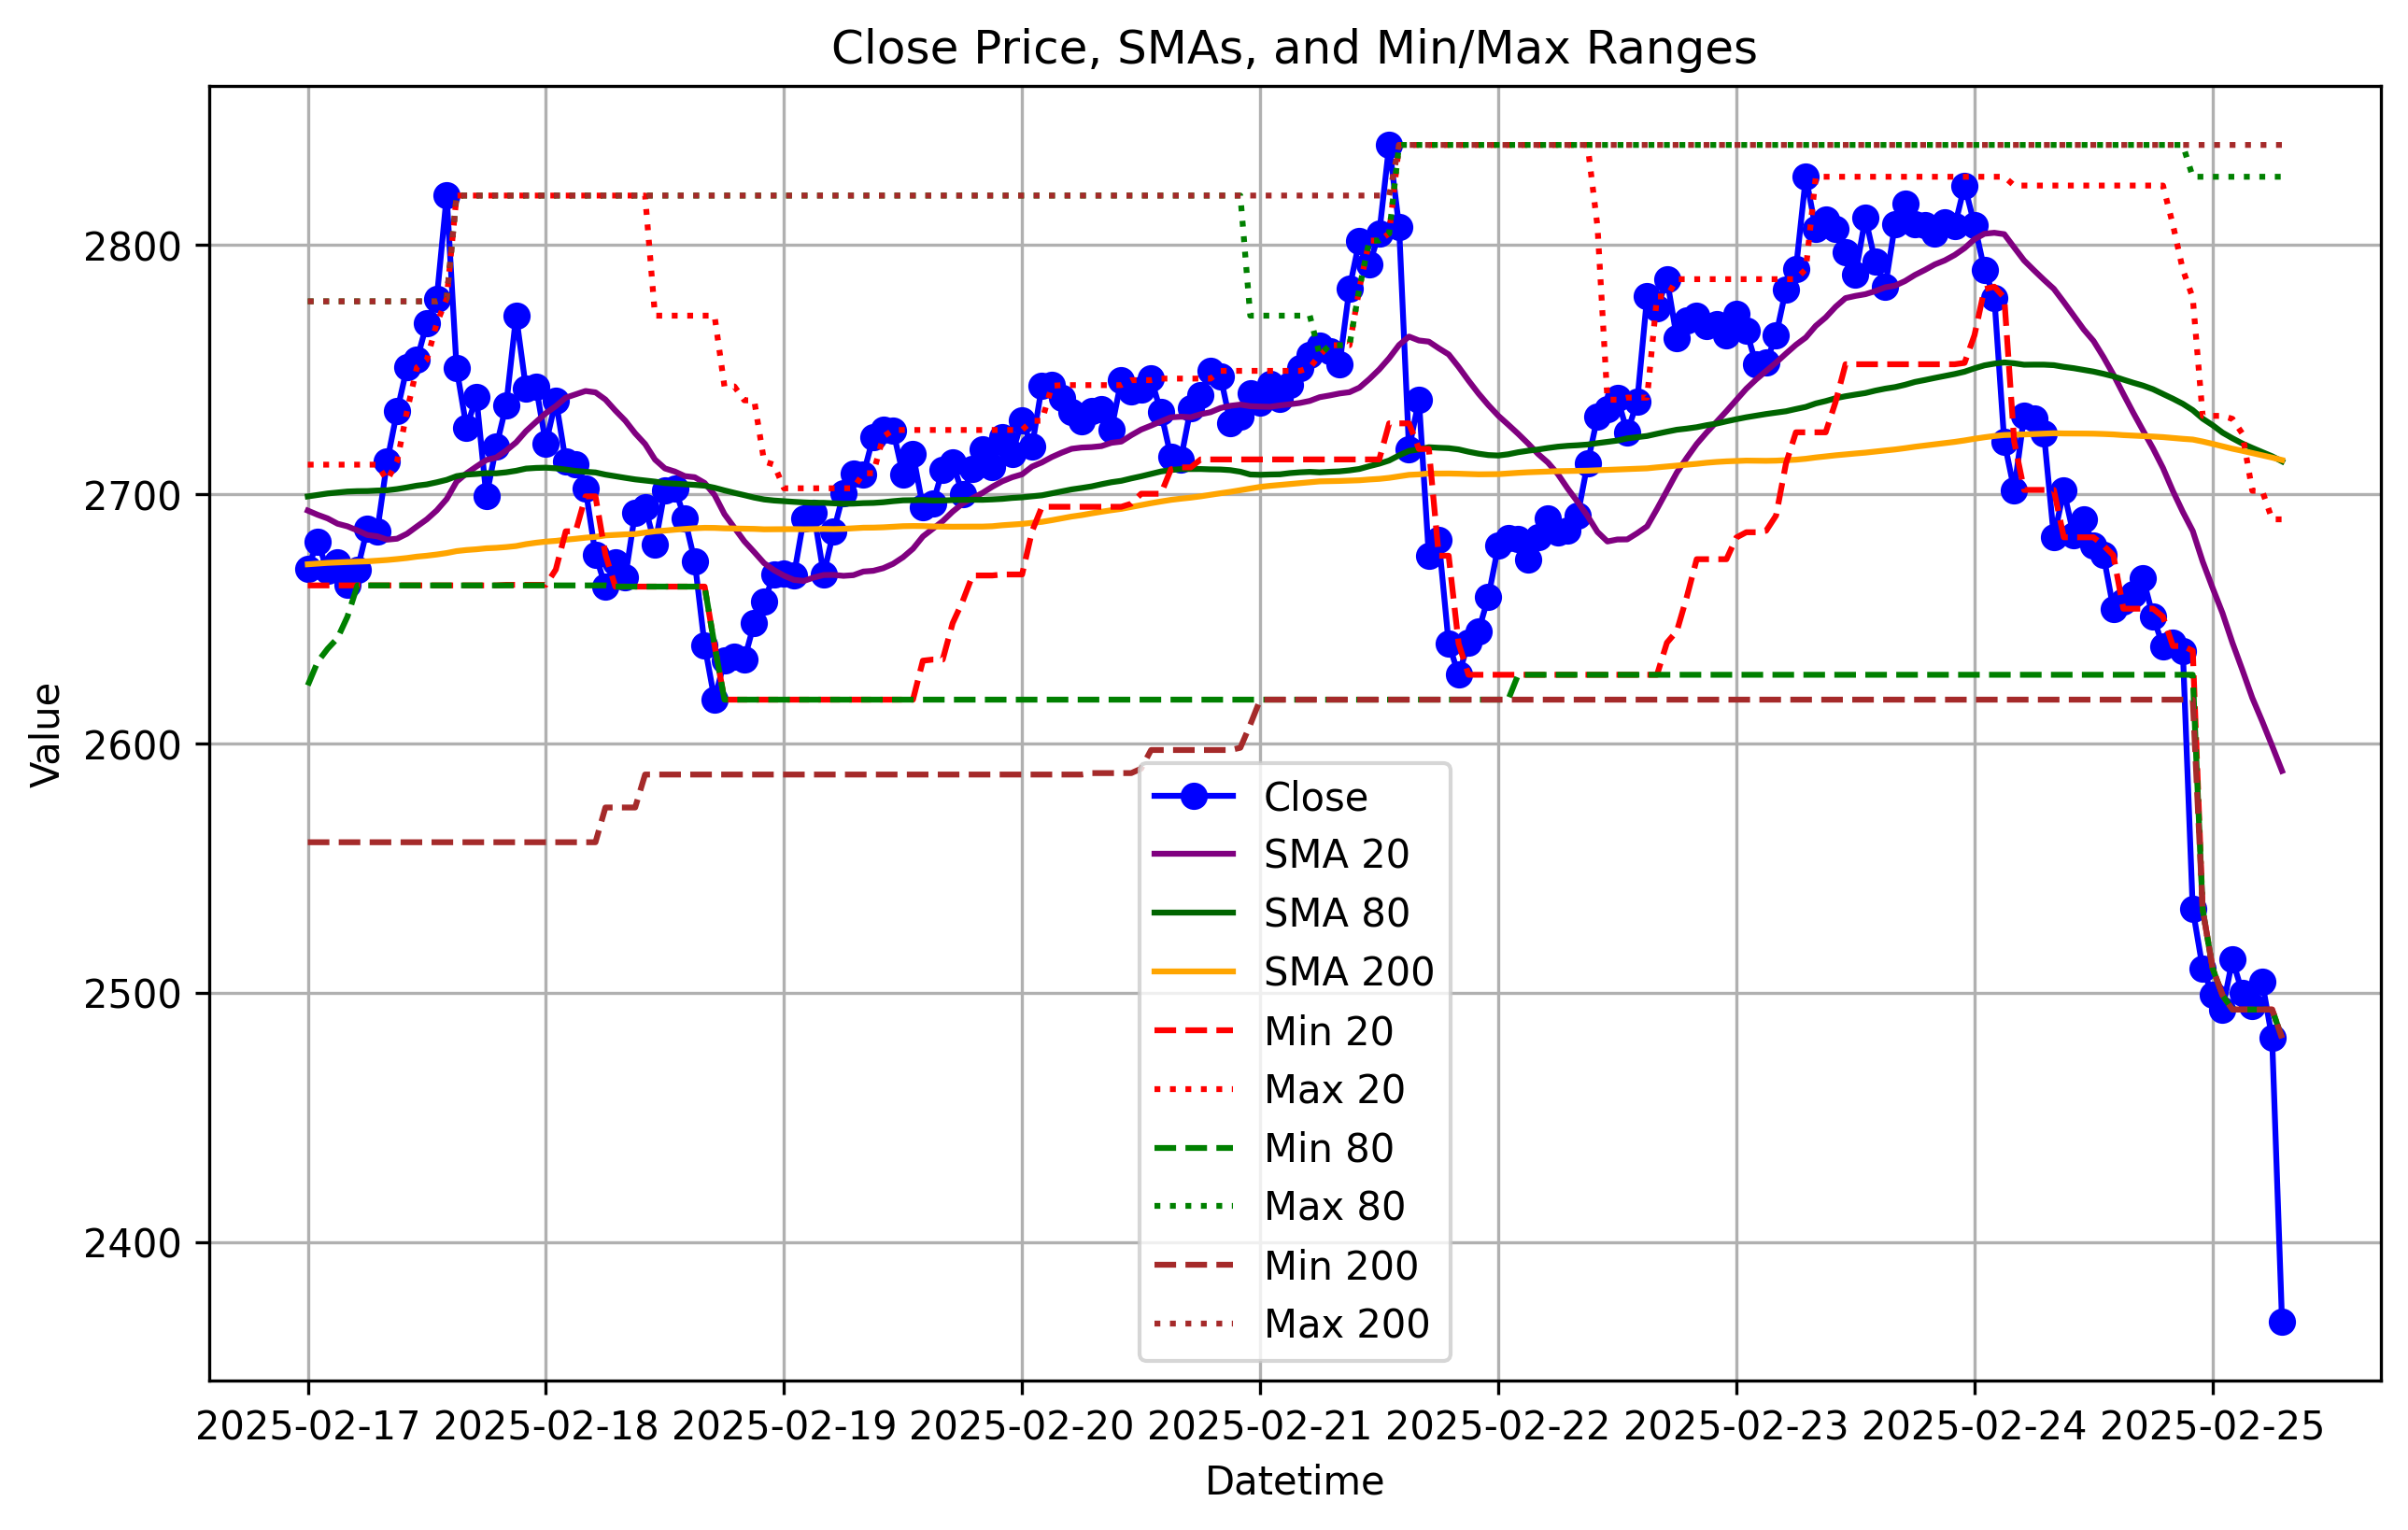 Close Price, SMAs, and Min/Max Ranges
Value
2800
2700
2600
2500
2400
Close
SMA 20
SMA 80
SMA 200
Min 20
Max 20
Min 80
Max 80
Min 200
Max 200
2025-02-17 2025-02-18 2025-02-19 2025-02-20 2025-02-21 2025-02-22 2025-02-23 2025-02-24 2025-02-25
Datetime